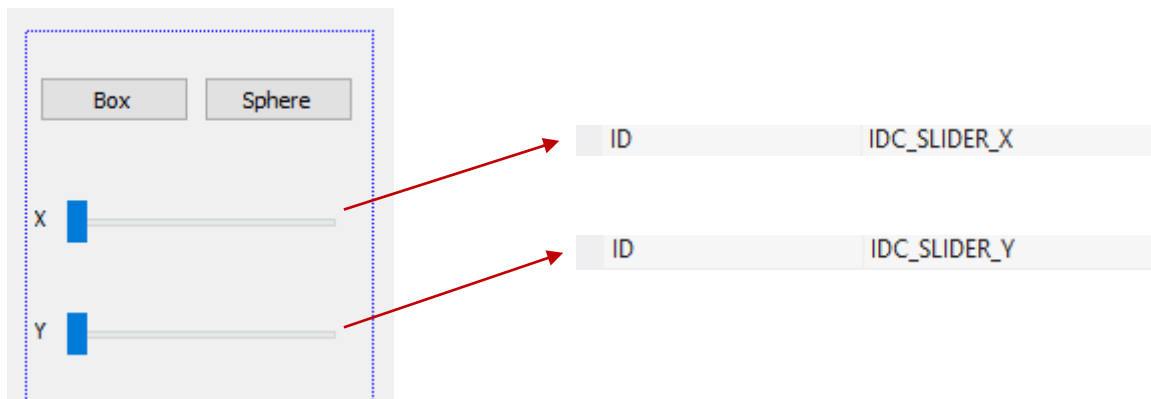 Box Sphere
X
Y
ID IDC_SLIDER_X
ID IDC_SLIDER_Y